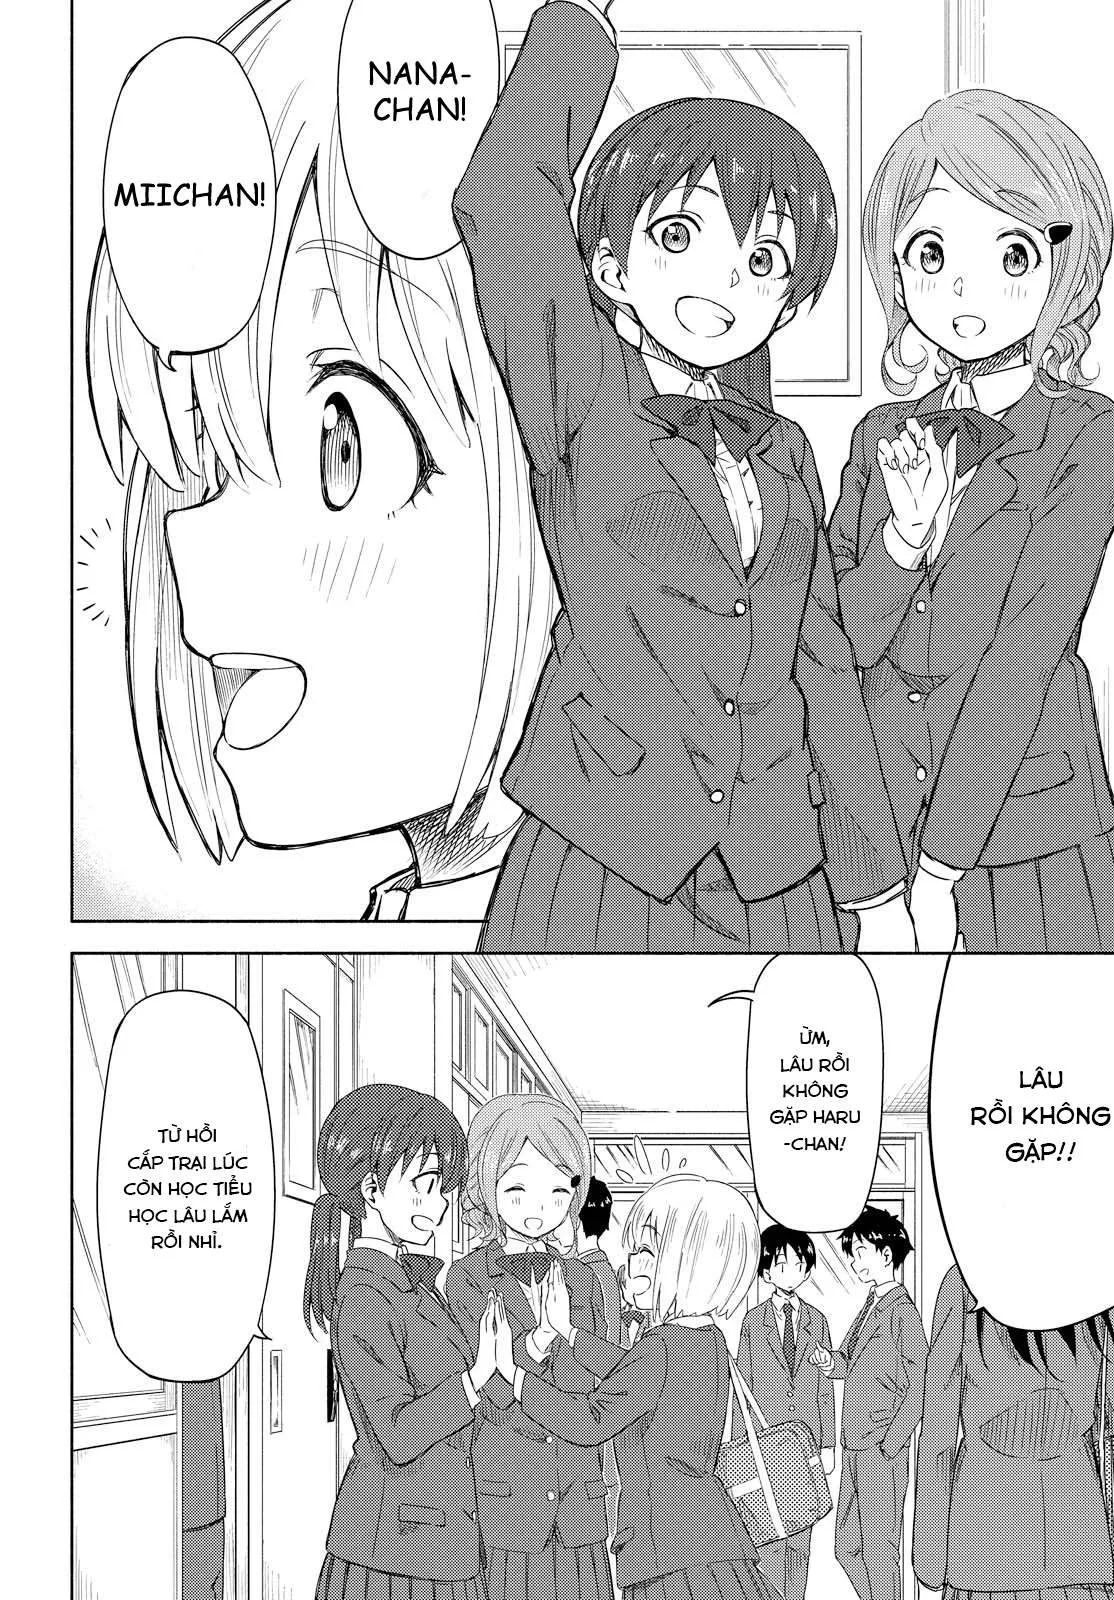 NANA-
CHAN!
MIICHAN!
LÂU
RỒI KHÔNG
GẶP!!
ỪM,
LÂU RỒI
KHÔNG
GẶP HARU
-CHAN!
TỪ HỒI
CẮP TRẠI LÚC
CÒN HỌC TIỂU
HỌC LÂU LẮM
RỒI NHỈ.